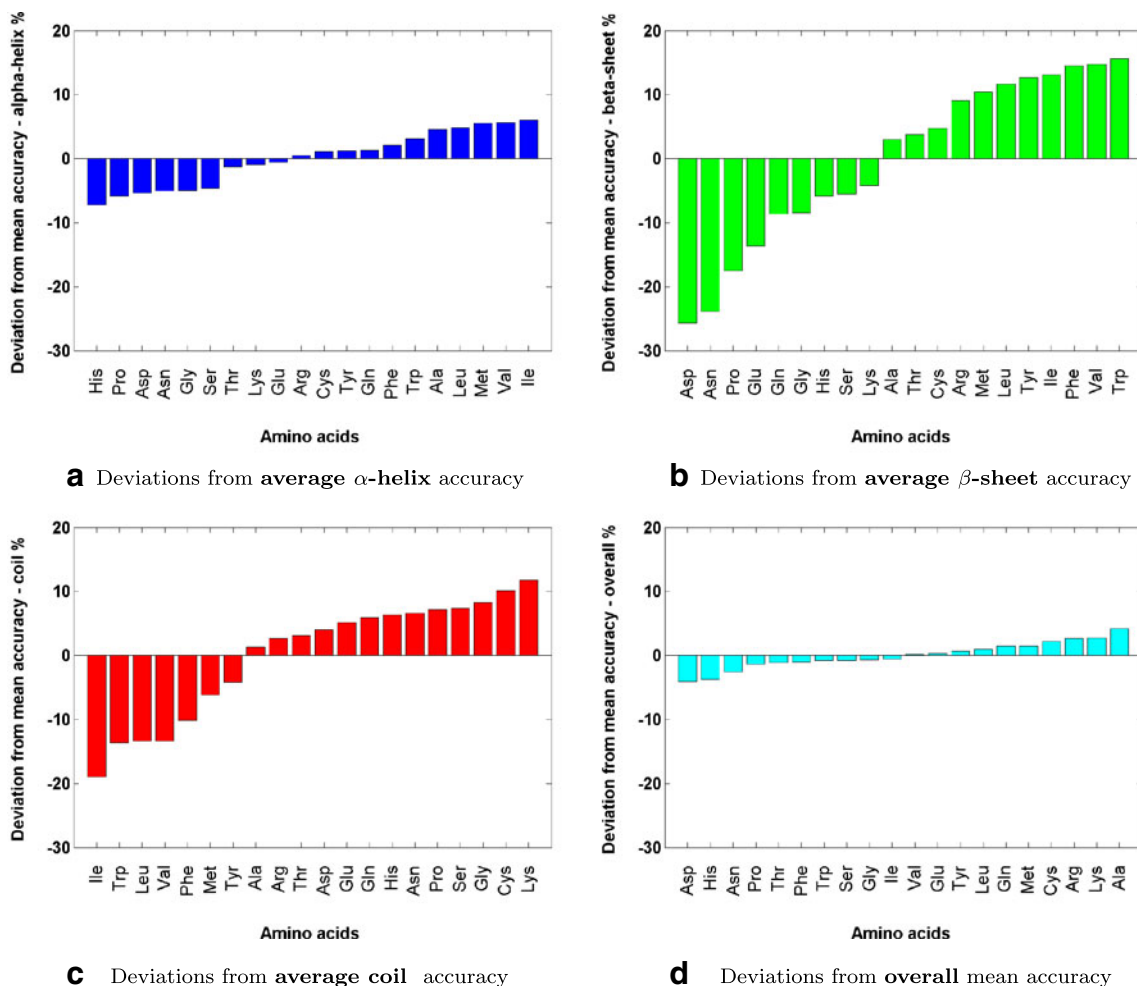 Deviation from mean accuracy - alpha-helix %
20
10
0
-10
-20
-30
His Pro Asp Asn Gly Ser Thr Lys Glu Arg Cys Tyr Gln Phe Trp Ala Leu Met Val Ile
Amino acids
a Deviations from average α-helix accuracy
Deviation from mean accuracy - beta-sheet %
20
10
0
-10
-20
-30
Asp Asn Pro Glu Gln Gly His Ser Lys Ala Thr Cys Arg Met Leu Tyr Ile Phe Val Trp
Amino acids
b Deviations from average β-sheet accuracy
Deviation from mean accuracy - coil %
20
10
0
-10
-20
-30
Ile Trp Leu Val Phe Met Tyr Ala Arg Thr Asp Glu Gln His Asn Pro Ser Gly Cys Lys
Amino acids
c Deviations from average coil accuracy
Deviation from mean accuracy - overall %
20
10
0
-10
-20
-30
Asp His Asn Pro Thr Phe Trp Ser Gly Ile Val Glu Tyr Leu Gln Met Cys Arg Lys Ala
Amino acids
d Deviations from overall mean accuracy